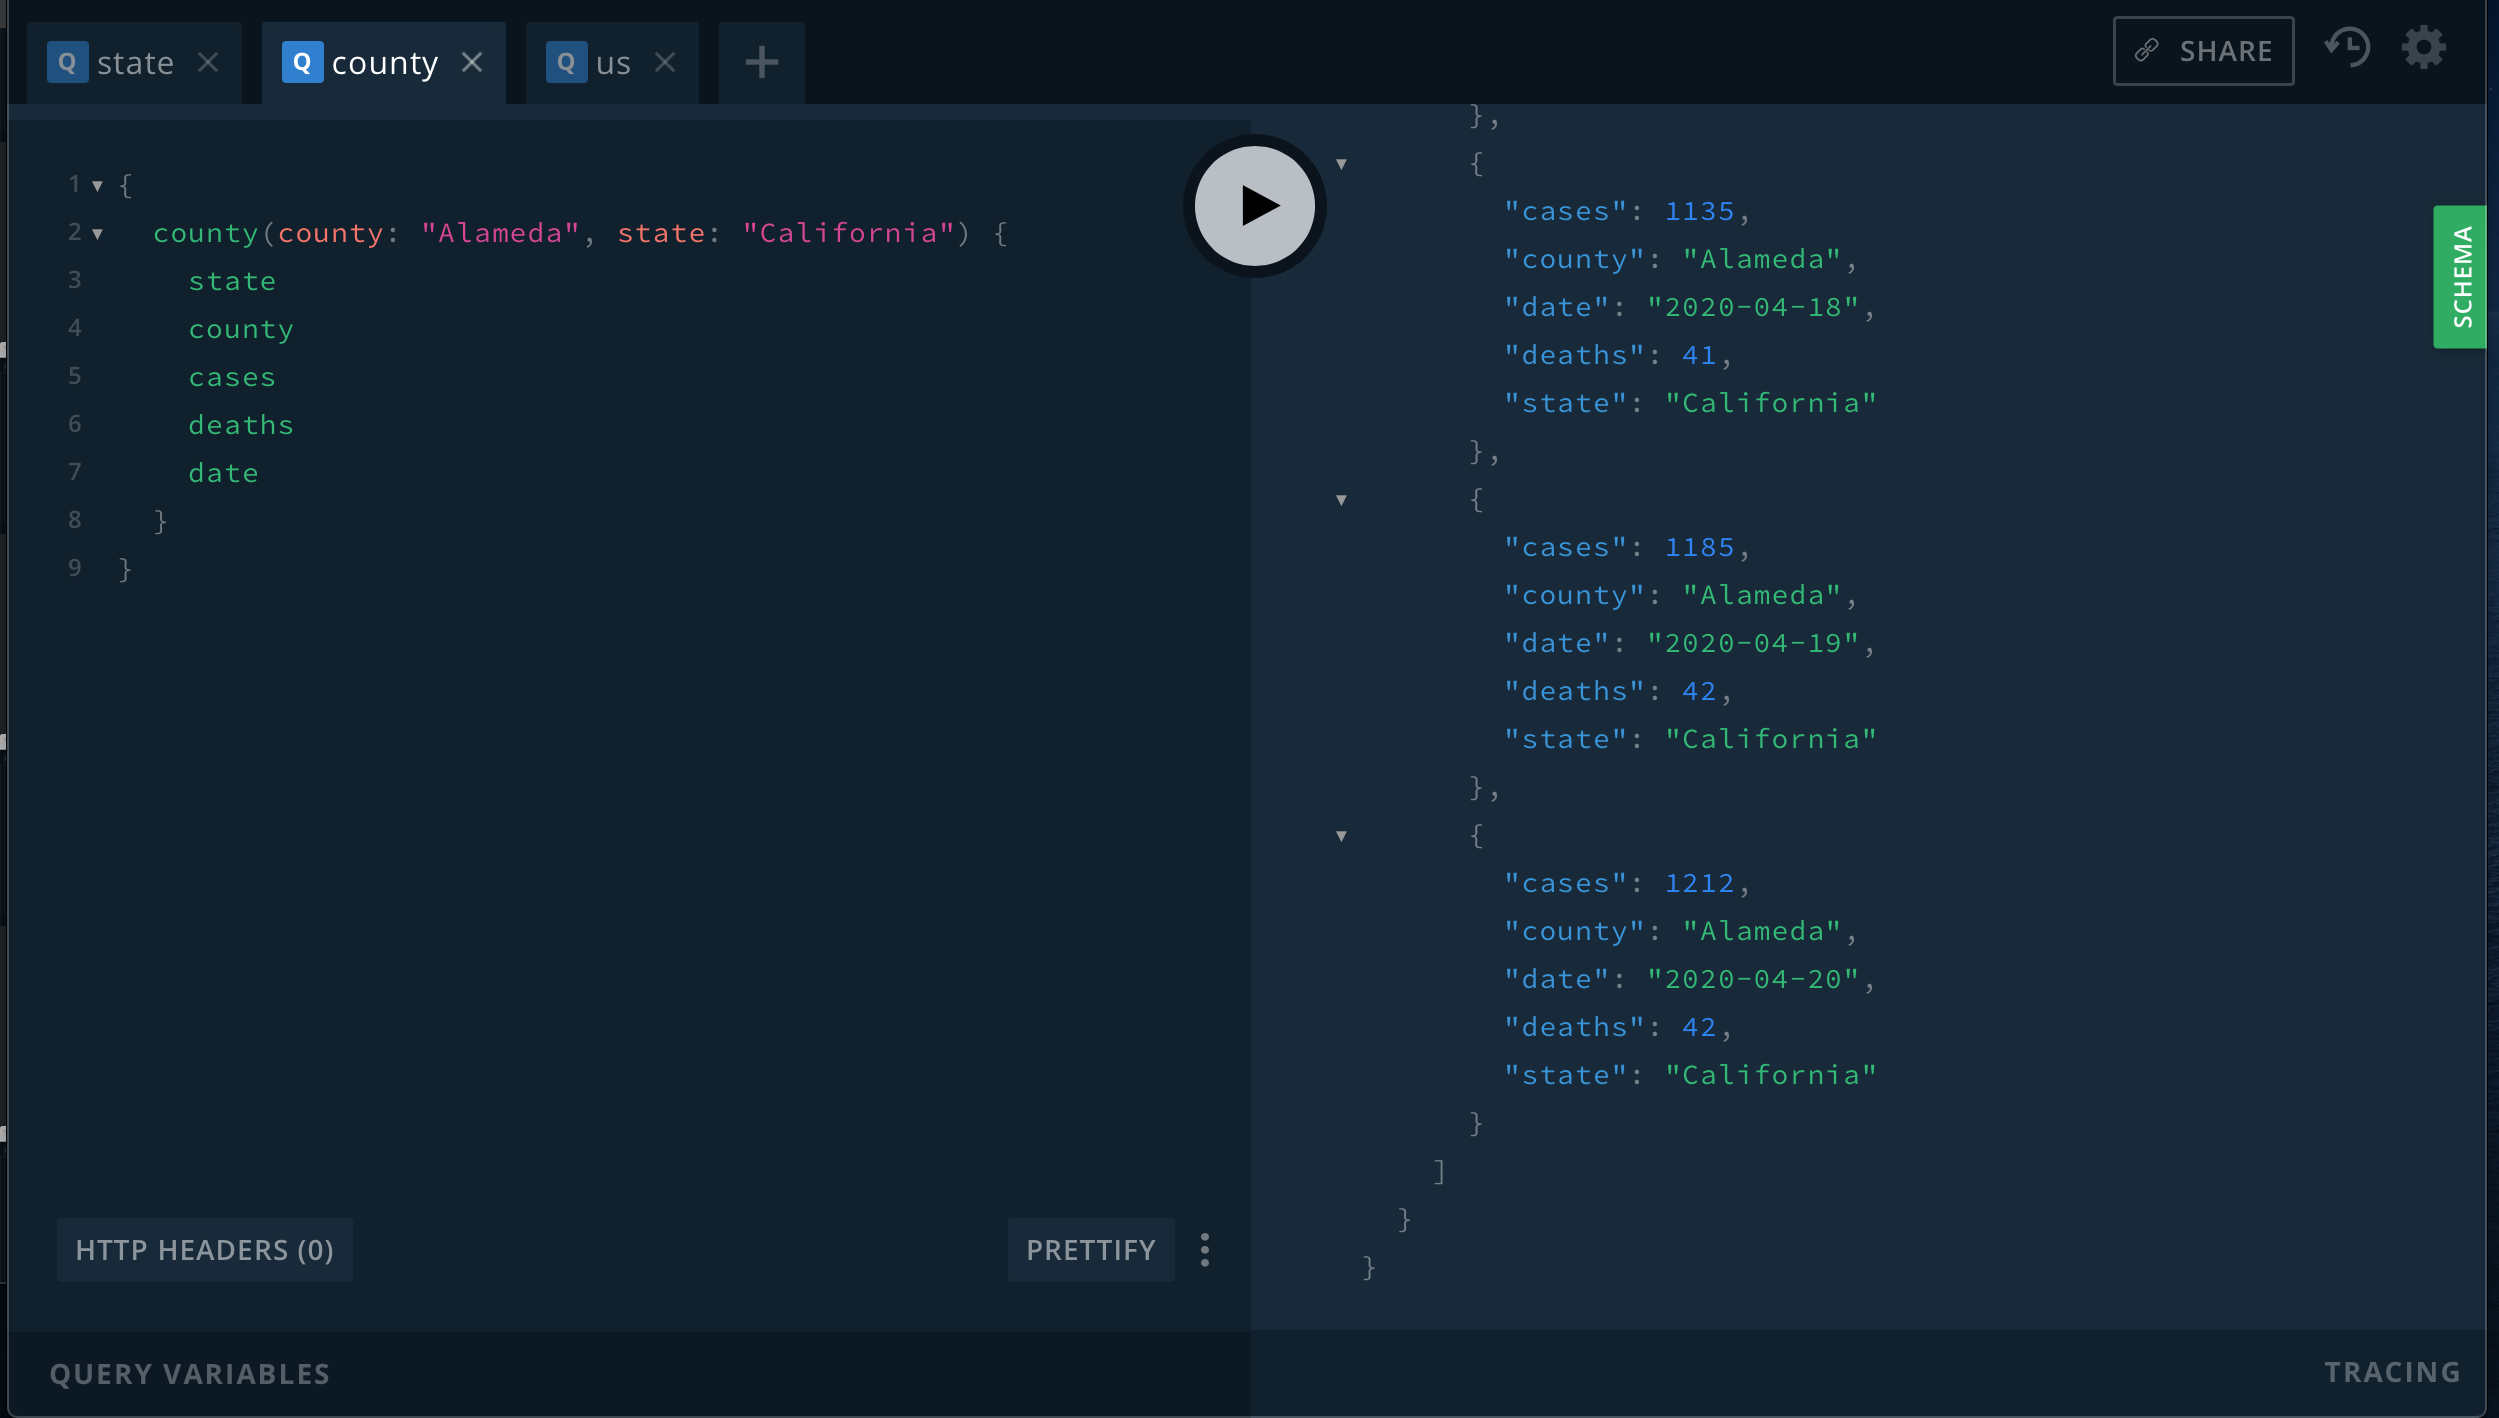 Q state
Q county
Q us
SHARE
1 {
2 county(county: "Alameda", state: "California") {
3 state
4 county
5 cases
6 deaths
7 date
8 }
9 }
HTTP HEADERS (0)
PRETTIFY
QUERY VARIABLES
},
{
"cases": 1135,
"county": "Alameda",
"date": "2020-04-18",
"deaths": 41,
"state": "California"
},
{
"cases": 1185,
"county": "Alameda",
"date": "2020-04-19",
"deaths": 42,
"state": "California"
},
{
"cases": 1212,
"county": "Alameda",
"date": "2020-04-20",
"deaths": 42,
"state": "California"
}
]
}
}
SCHEMA
TRACING